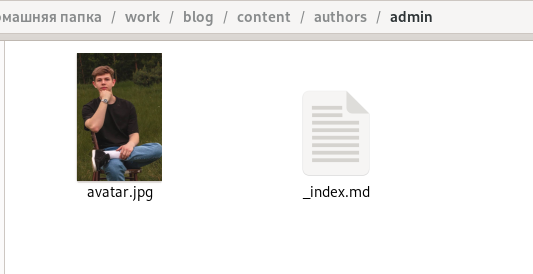 омашняя папка / work / blog / content / authors / admin
avatar.jpg
_index.md